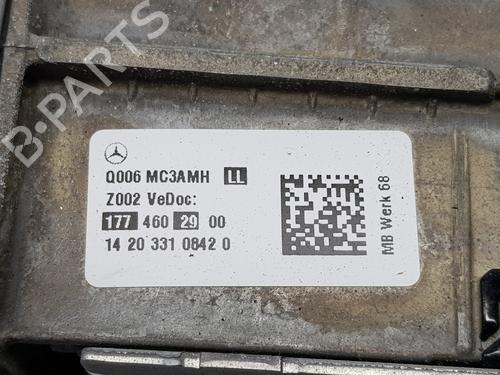 B-PARTS
Q006 MC3AMH LL
Z002 VeDoc:
177 460 29 00
14 20 331 0842 0
MB Werk 68